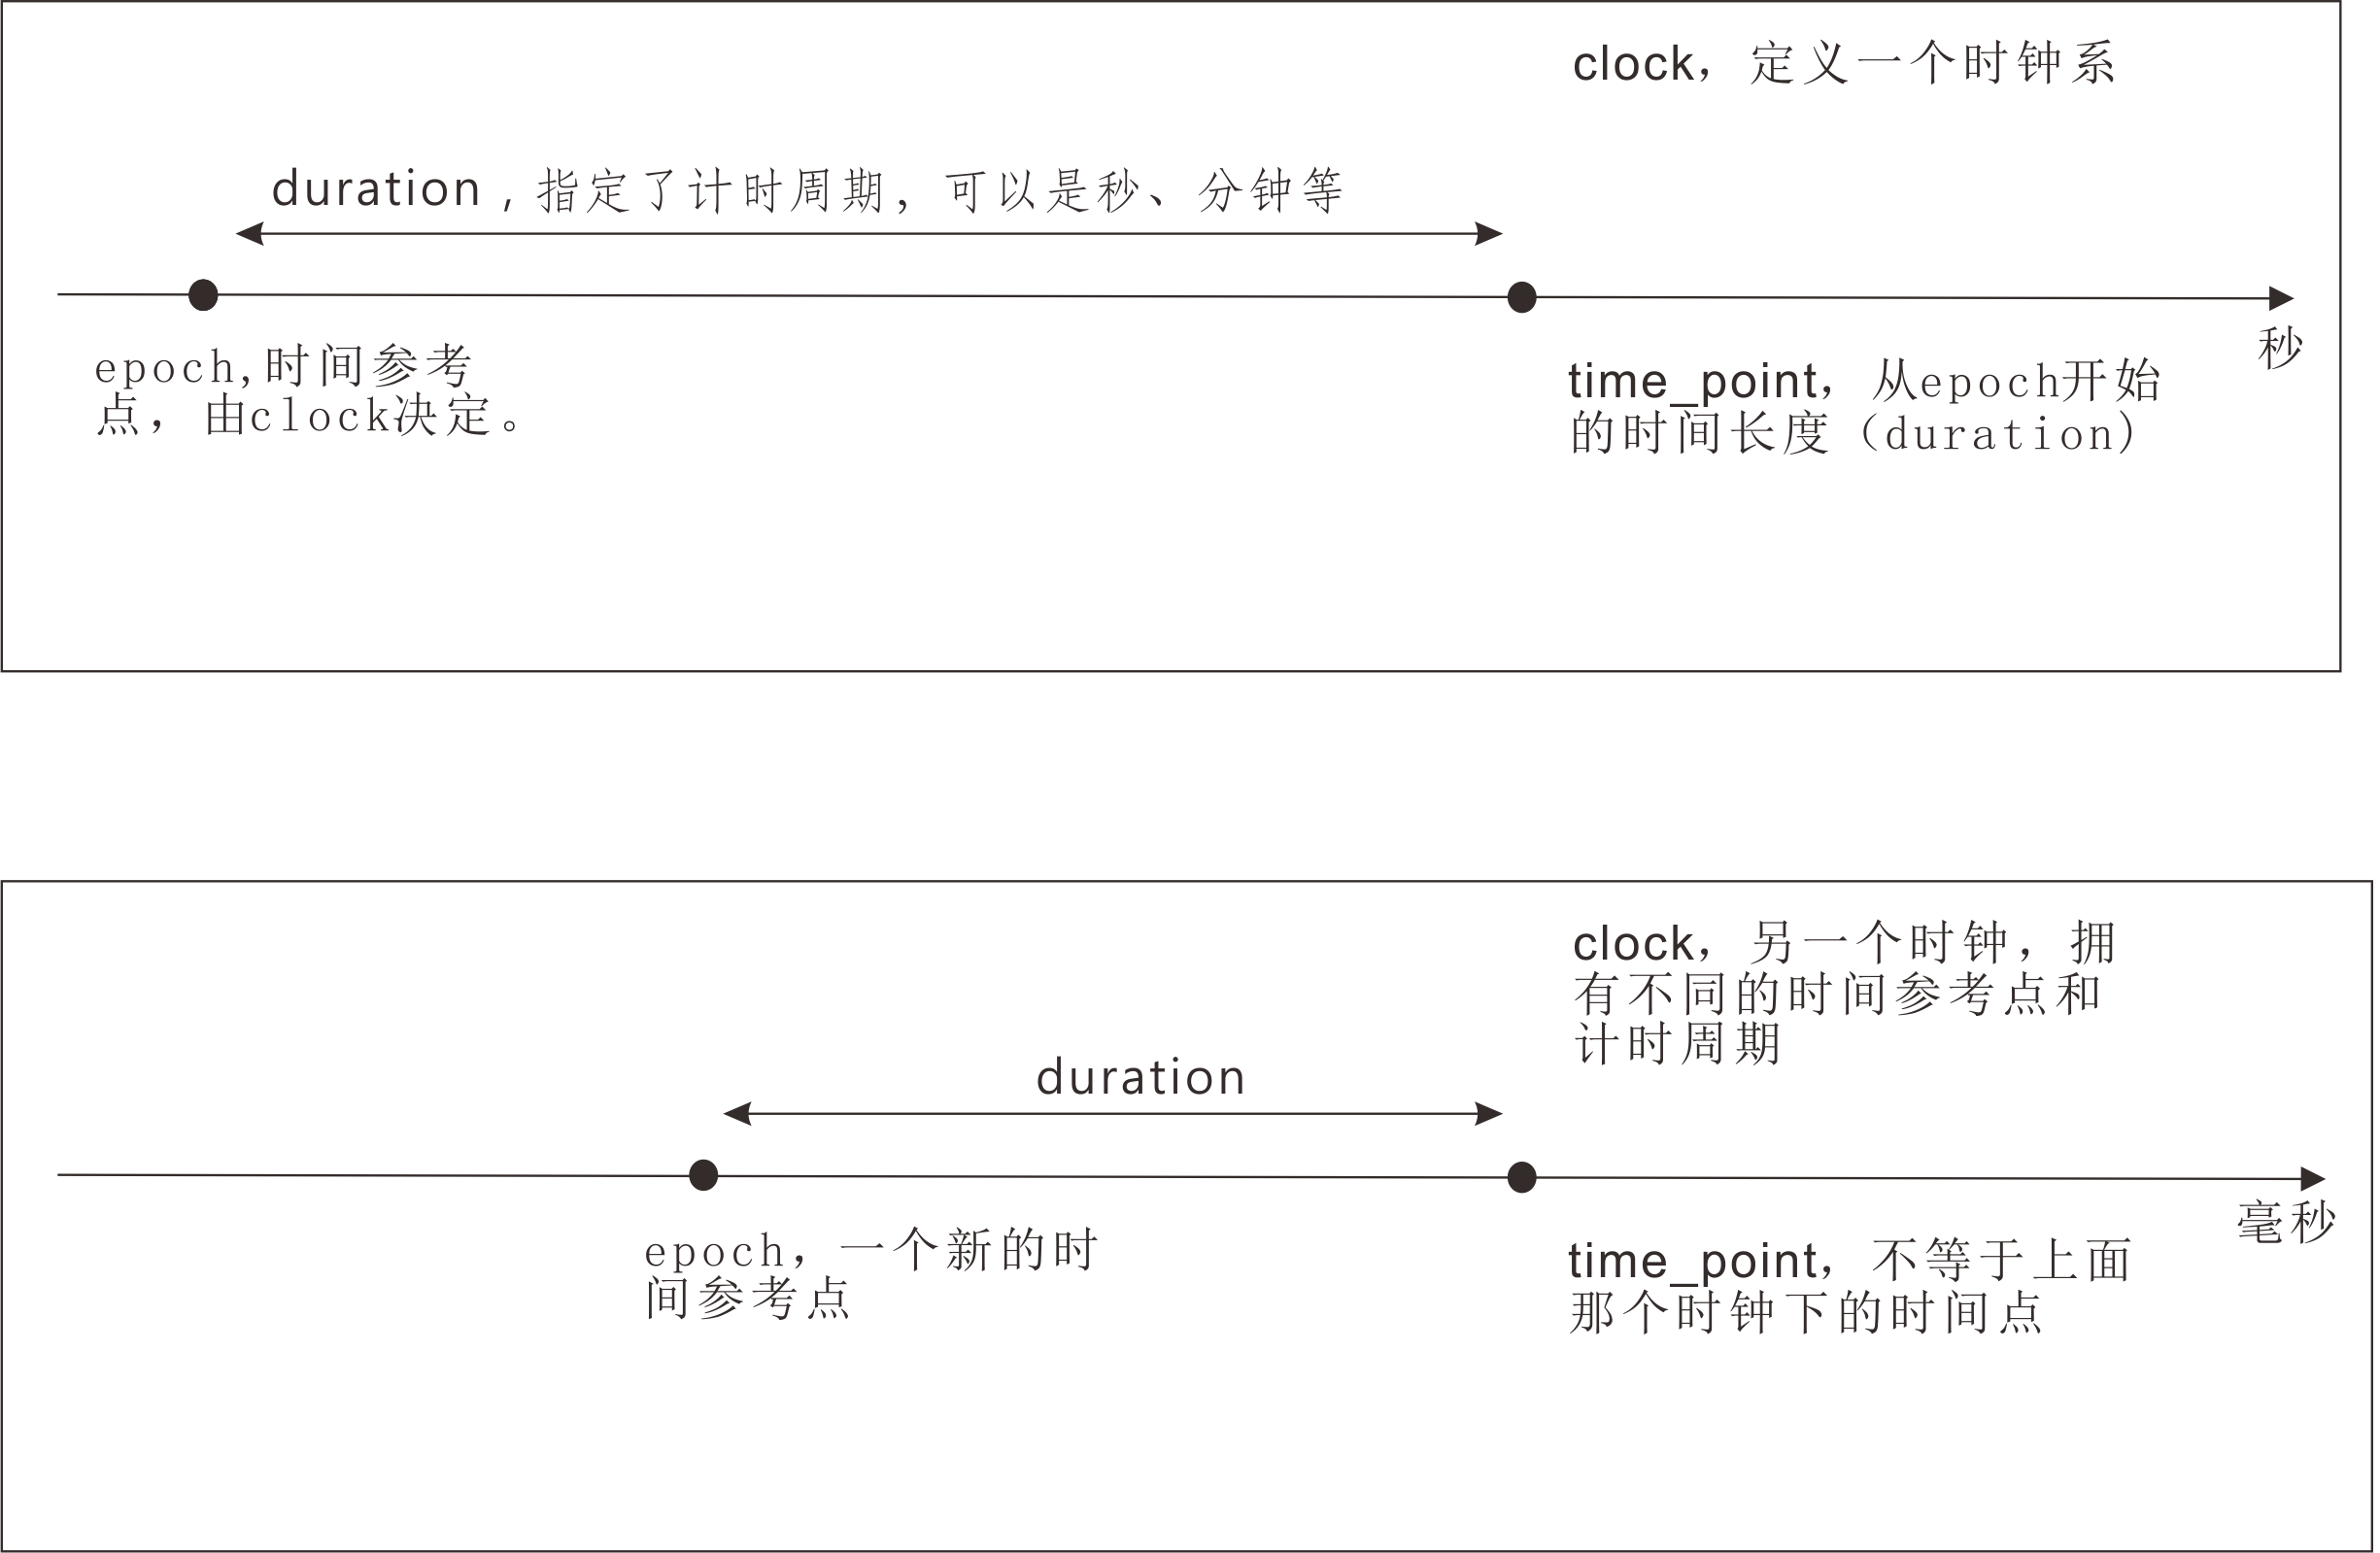 clock，定义一个时钟系
duration，指定了计时周期，可以是秒、分钟等
秒
epoch,时间参考
点，由clock决定。
time_point，从epoch开始
的时间长度（duration）
clock，另一个时钟，拥
有不同的时间参考点和
计时周期
duration
毫秒
epoch，一个新的时
间参考点
time_point，不等于上面
那个时钟下的时间点